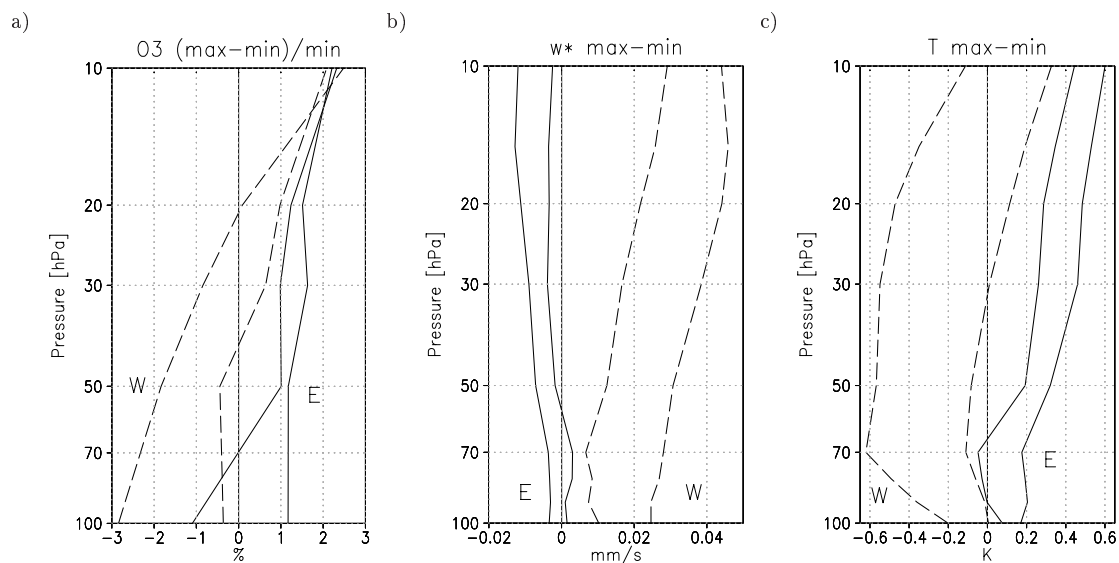 a)
O3 (max-min)/min
10
20
30
50
70
100
Pressure [hPa]
W
E
-3 -2 -1 0 1 2 3
%
b)
w* max-min
10
20
30
50
70
100
Pressure [hPa]
E
W
-0.02 0 0.02 0.04
mm/s
c)
T max-min
10
20
30
50
70
100
Pressure [hPa]
W
E
-0.6 -0.4 -0.2 0 0.2 0.4 0.6
K